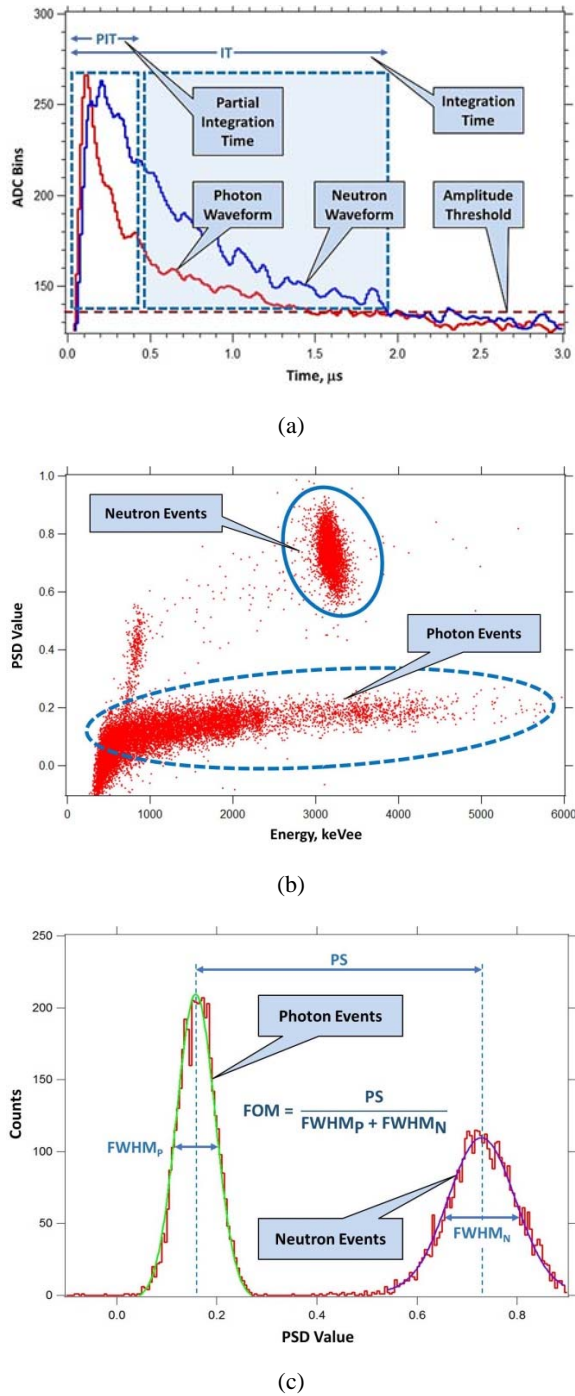 300
250
200
150
ADC Bins
PIT
IT
Partial
Integration
Time
Integration
Time
Photon
Waveform
Neutron
Waveform
Amplitude
Threshold
0.0 0.5 1.0 1.5 2.0 2.5 3.0
Time, μs
(a)
1.0
0.8
0.6
0.4
0.2
0.0
PSD Value
Neutron Events
Photon Events
0 1000 2000 3000 4000 5000 6000
Energy, keVee
(b)
250
200
150
100
50
0
Counts
PS
Photon Events
FOM = PS
FWHMP + FWHMN
FWHMP
FWHMN
Neutron Events
0.0 0.2 0.4 0.6 0.8
PSD Value
(c)